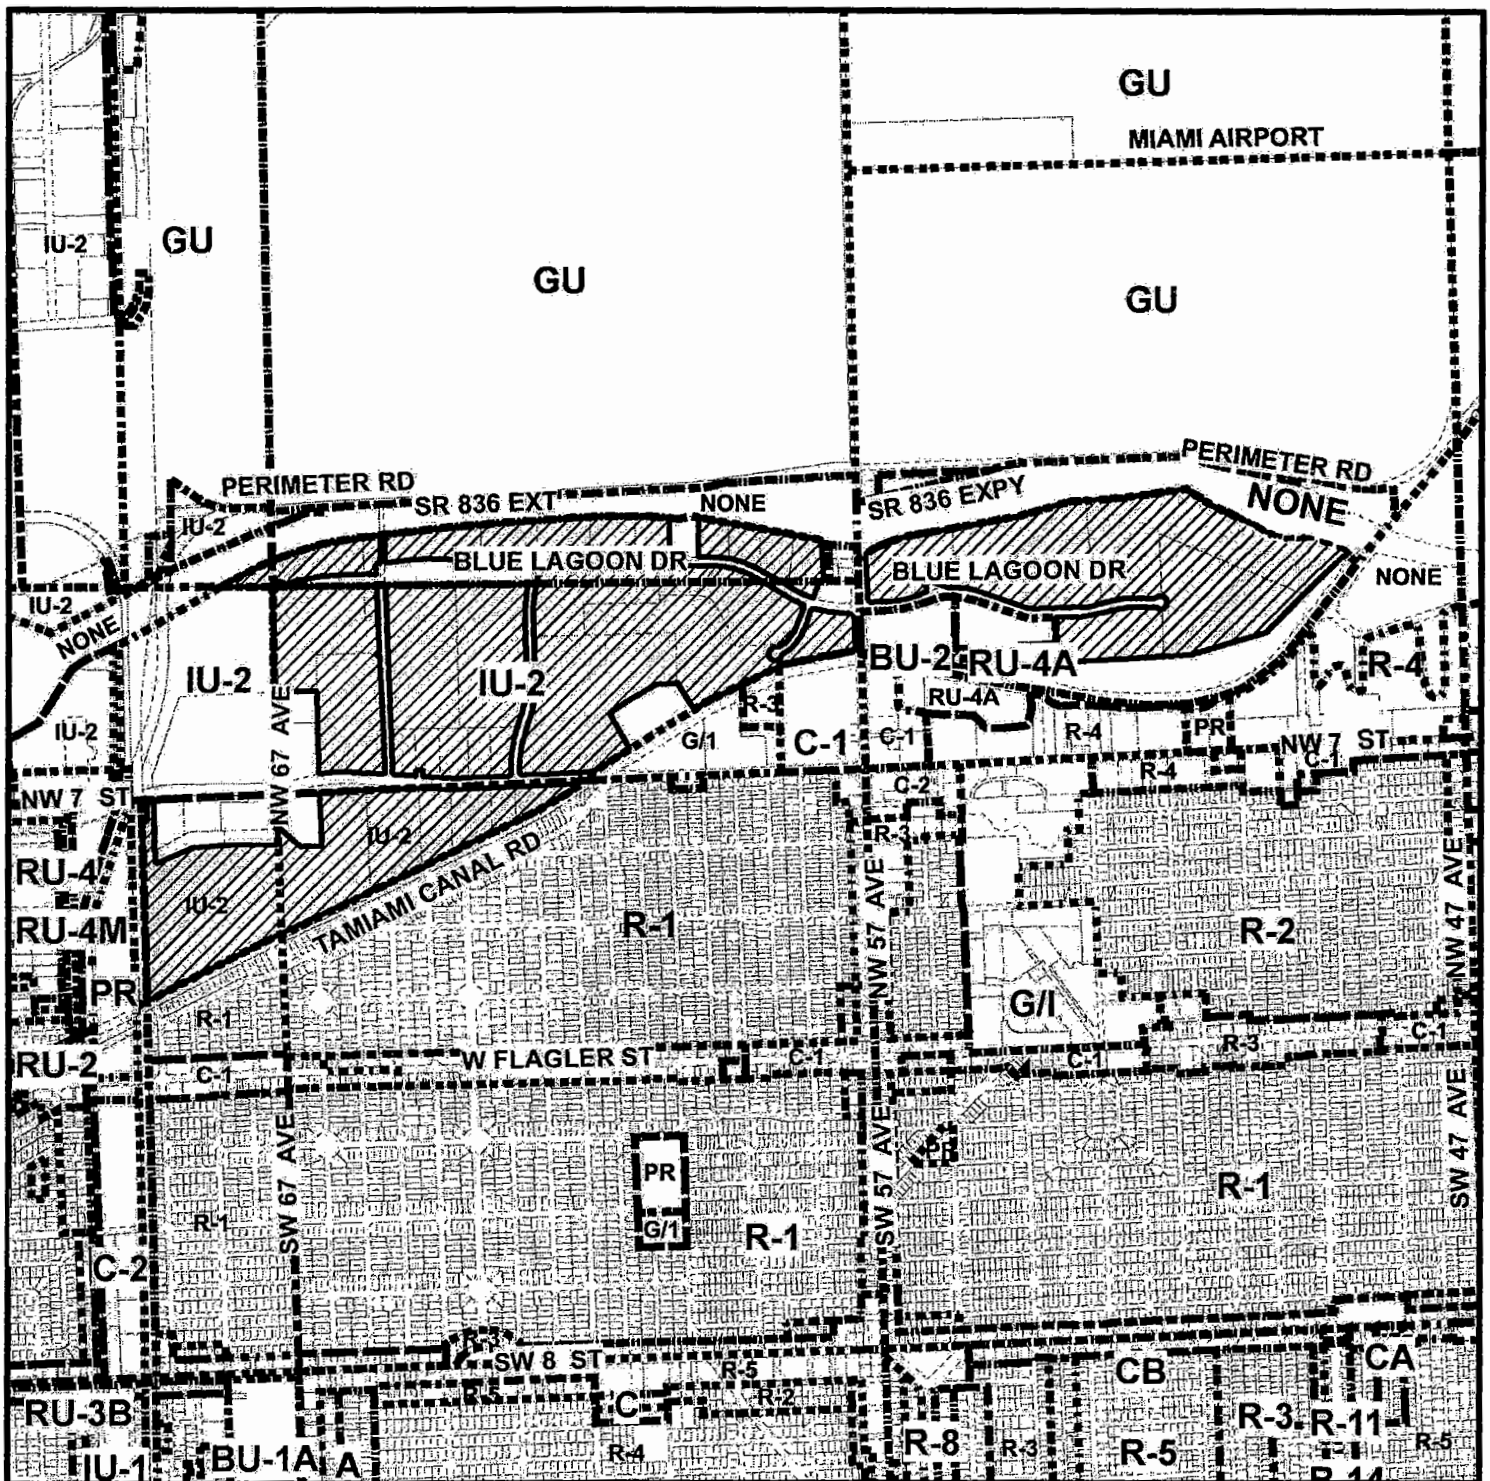 GU
MIAMI AIRPORT
IU-2
GU
GU
GU
PERIMETER RD
PERIMETER RD
SR 836 EXT
NONE
SR 836 EXPY
NONE
IU-2
BLUE LAGOON DR
BLUE LAGOON DR
NONE
IU-2
NONE
IU-2
IU-2
BU-2
RU-4A
R-4
RU-4A
R-3
IU-2
NW 67 AVE
G/1
C-1
C-1
R-4
PR
NW 7 ST
C-1
R-4
C-2
NW 7 ST
IU-2
R-3
TAMIAMI CANAL RD
RU-4
IU-2
NW 57 AVE
NW 47 AVE
RU-4M
R-1
R-2
PR
G/I
R-1
RU-2
W FLAGLER ST
C-1
C-1
R-3
C-1
C-1
SW 67 AVE
SW 57 AVE
SW 47 AVE
PR
PR
R-1
R-1
G/1
R-1
C-2
R-3
SW 8 ST
R-5
CB
CA
R-5
R-2
C
RU-3B
R-3
R-11
R-4
R-8
R-3
R-5
R-5
IU-1
BU-1A
A